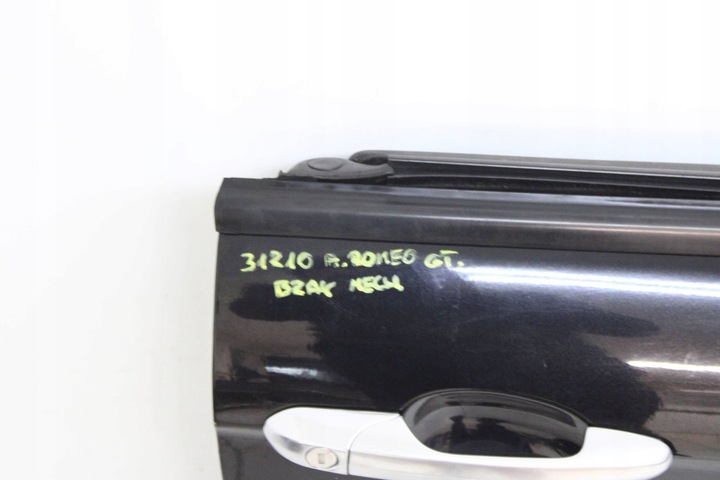 31210 A.ROMEO GT.
BRAK MECH